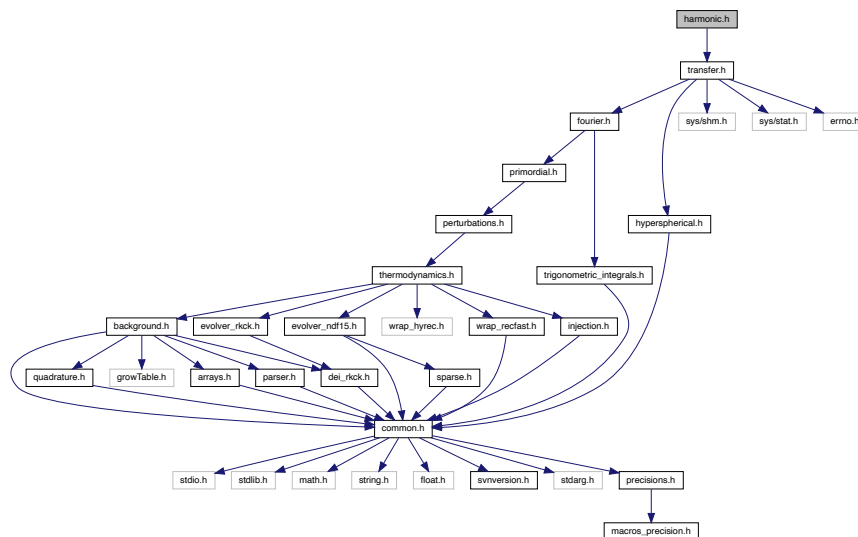 harmonic.h
transfer.h
fourier.h
sys/shm.h
sys/stat.h
errno.h
primordial.h
perturbations.h
hyperspherical.h
thermodynamics.h
trigonometric_integrals.h
background.h
evolver_rkck.h
evolver_ndf15.h
wrap_hyrec.h
wrap_recfast.h
injection.h
quadrature.h
growTable.h
arrays.h
parser.h
dei_rkck.h
sparse.h
common.h
stdio.h
stdlib.h
math.h
string.h
float.h
svnversion.h
stdarg.h
precisions.h
macros_precision.h